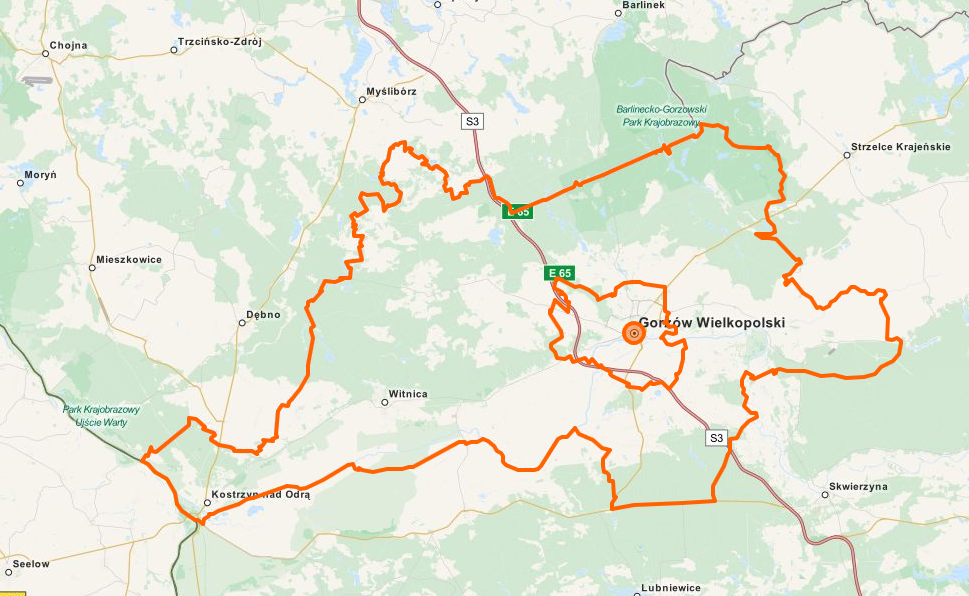 Barlinek
Chojna
Trzcińsko-Zdrój
Myślibórz
Barlinecko-Gorzowski
Park Krajobrazowy
S3
Strzelce Krajeńskie
Moryń
E 65
Mieszkowice
E 65
Dębno
Gorzów Wielkopolski
Witnica
Park Krajobrazowy
Ujście Warty
S3
Skwierzyna
Kostrzyn nad Odrą
Seelow
Lubniewice